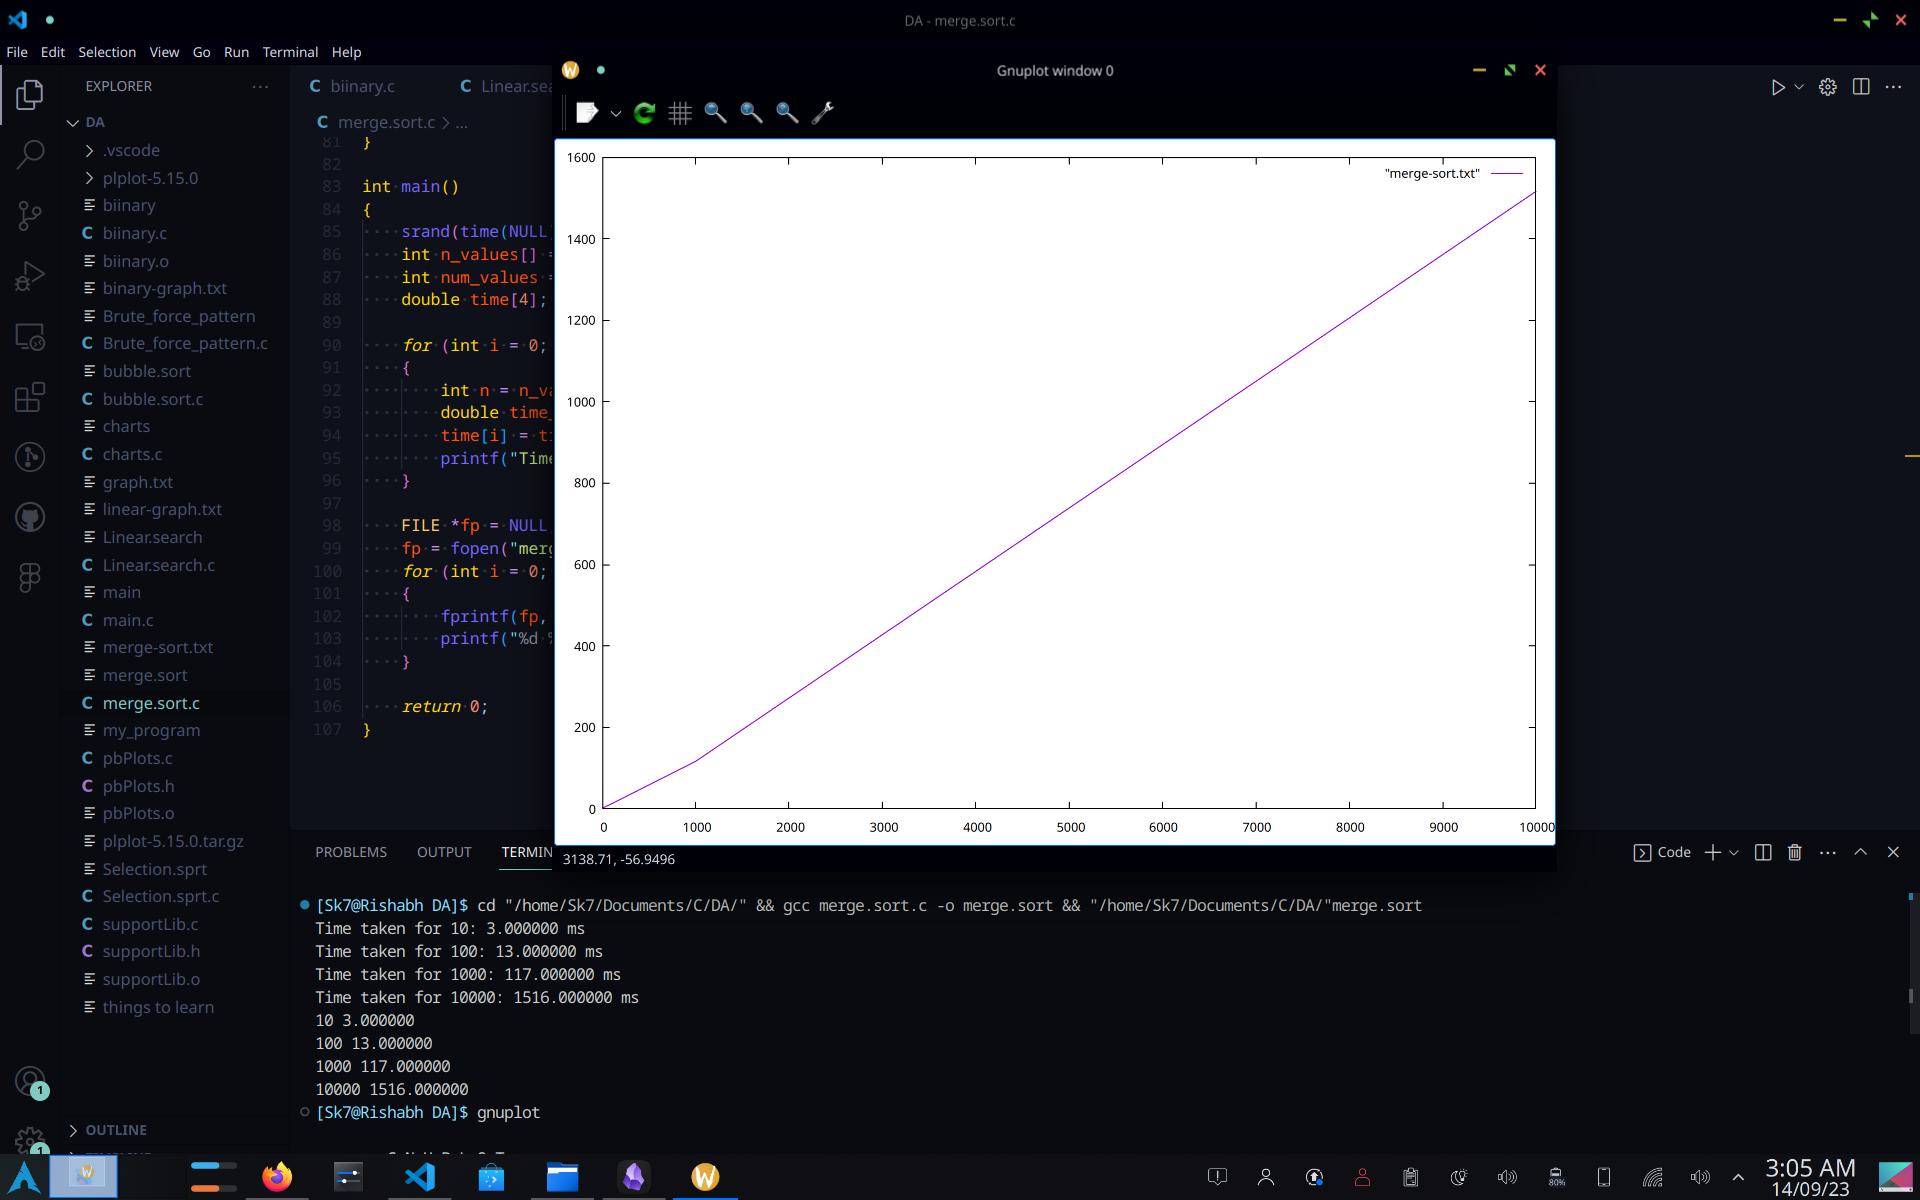 DA - merge.sort.c
File Edit Selection View Go Run Terminal Help
Gnuplot window 0
EXPLORER
DA
.vscode
plplot-5.15.0
biinary
biinary.c
biinary.o
binary-graph.txt
Brute_force_pattern
Brute_force_pattern.c
bubble.sort
bubble.sort.c
charts
charts.c
graph.txt
linear-graph.txt
Linear.search
Linear.search.c
main
main.c
merge-sort.txt
merge.sort
merge.sort.c
my_program
pbPlots.c
pbPlots.h
pbPlots.o
plplot-5.15.0.tar.gz
Selection.sprt
Selection.sprt.c
supportLib.c
supportLib.h
supportLib.o
things to learn
OUTLINE
C biinary.c C Linear.sea
C merge.sort.c > ...
81 }
82
83 int main()
84 {
85 srand(time(NULL
86 int n_values[] =
87 int num_values =
88 double time[4];
89
90 for (int i = 0;
91 {
92 int n = n_va
93 double time_
94 time[i] = ti
95 printf("Time
96 }
97
98 FILE *fp = NULL
99 fp = fopen("merg
100 for (int i = 0;
101 {
102 fprintf(fp,
103 printf("%d %
104 }
105
106 return 0;
107 }
"merge-sort.txt"
1600
1400
1200
1000
800
600
400
200
0
0 1000 2000 3000 4000 5000 6000 7000 8000 9000 10000
3138.71, -56.9496
PROBLEMS OUTPUT TERMIN
Code
[Sk7@Rishabh DA]$ cd "/home/Sk7/Documents/C/DA/" && gcc merge.sort.c -o merge.sort && "/home/Sk7/Documents/C/DA/"merge.sort
Time taken for 10: 3.000000 ms
Time taken for 100: 13.000000 ms
Time taken for 1000: 117.000000 ms
Time taken for 10000: 1516.000000 ms
10 3.000000
100 13.000000
1000 117.000000
10000 1516.000000
[Sk7@Rishabh DA]$ gnuplot
1
1
80%
3:05 AM
14/09/23